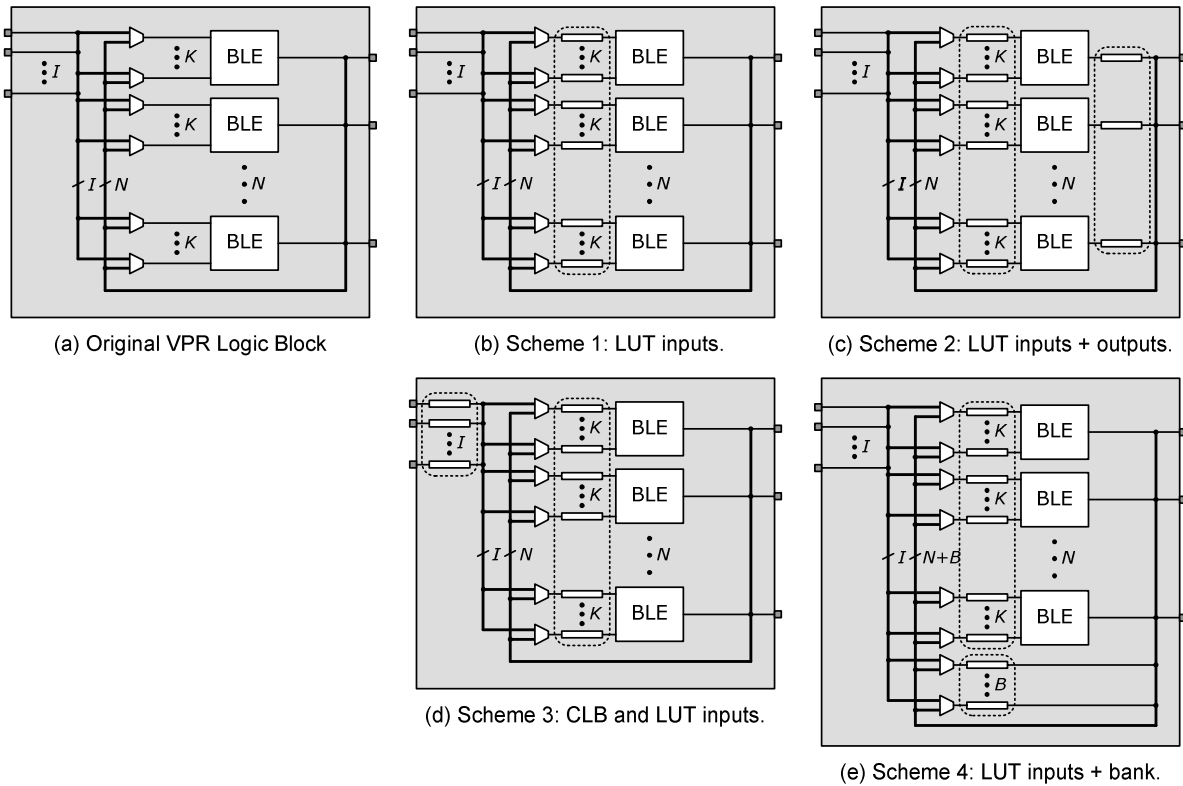 I
K
BLE
K
BLE
N
I N
K
BLE
(a) Original VPR Logic Block
I
K
BLE
K
BLE
N
I N
K
BLE
(b) Scheme 1: LUT inputs.
I
K
BLE
K
BLE
N
I N
K
BLE
(c) Scheme 2: LUT inputs + outputs.
I
K
BLE
K
BLE
N
I N
K
BLE
(d) Scheme 3: CLB and LUT inputs.
I
K
BLE
K
BLE
N
I N+B
K
BLE
B
(e) Scheme 4: LUT inputs + bank.